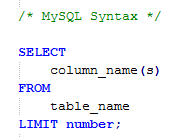 /* MySQL Syntax */
SELECT
column_name(s)
FROM
table_name
LIMIT number;